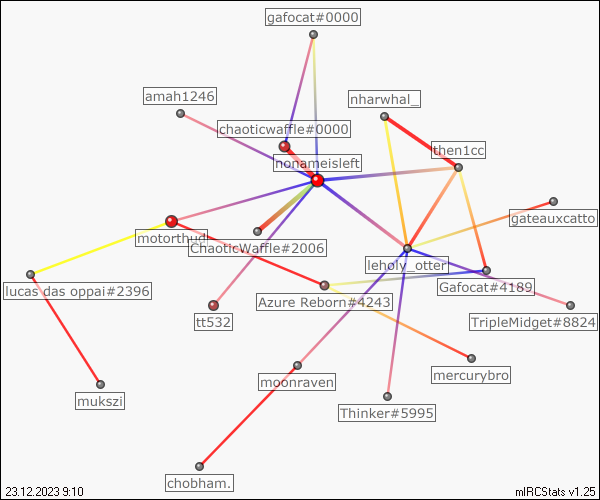 gafocat#0000
amah1246
nharwhal_
chaoticwaffle#0000
then1cc
nonameisleft
gateauxcatto
motorthud
ChaoticWaffle#2006
leholy_otter
lucas das oppai#2396
Gafocat#4189
Azure Reborn#4243
tt532
TripleMidget#8824
mercurybro
moonraven
mukszi
Thinker#5995
chobham.
23.12.2023 9:10
mIRCStats v1.25